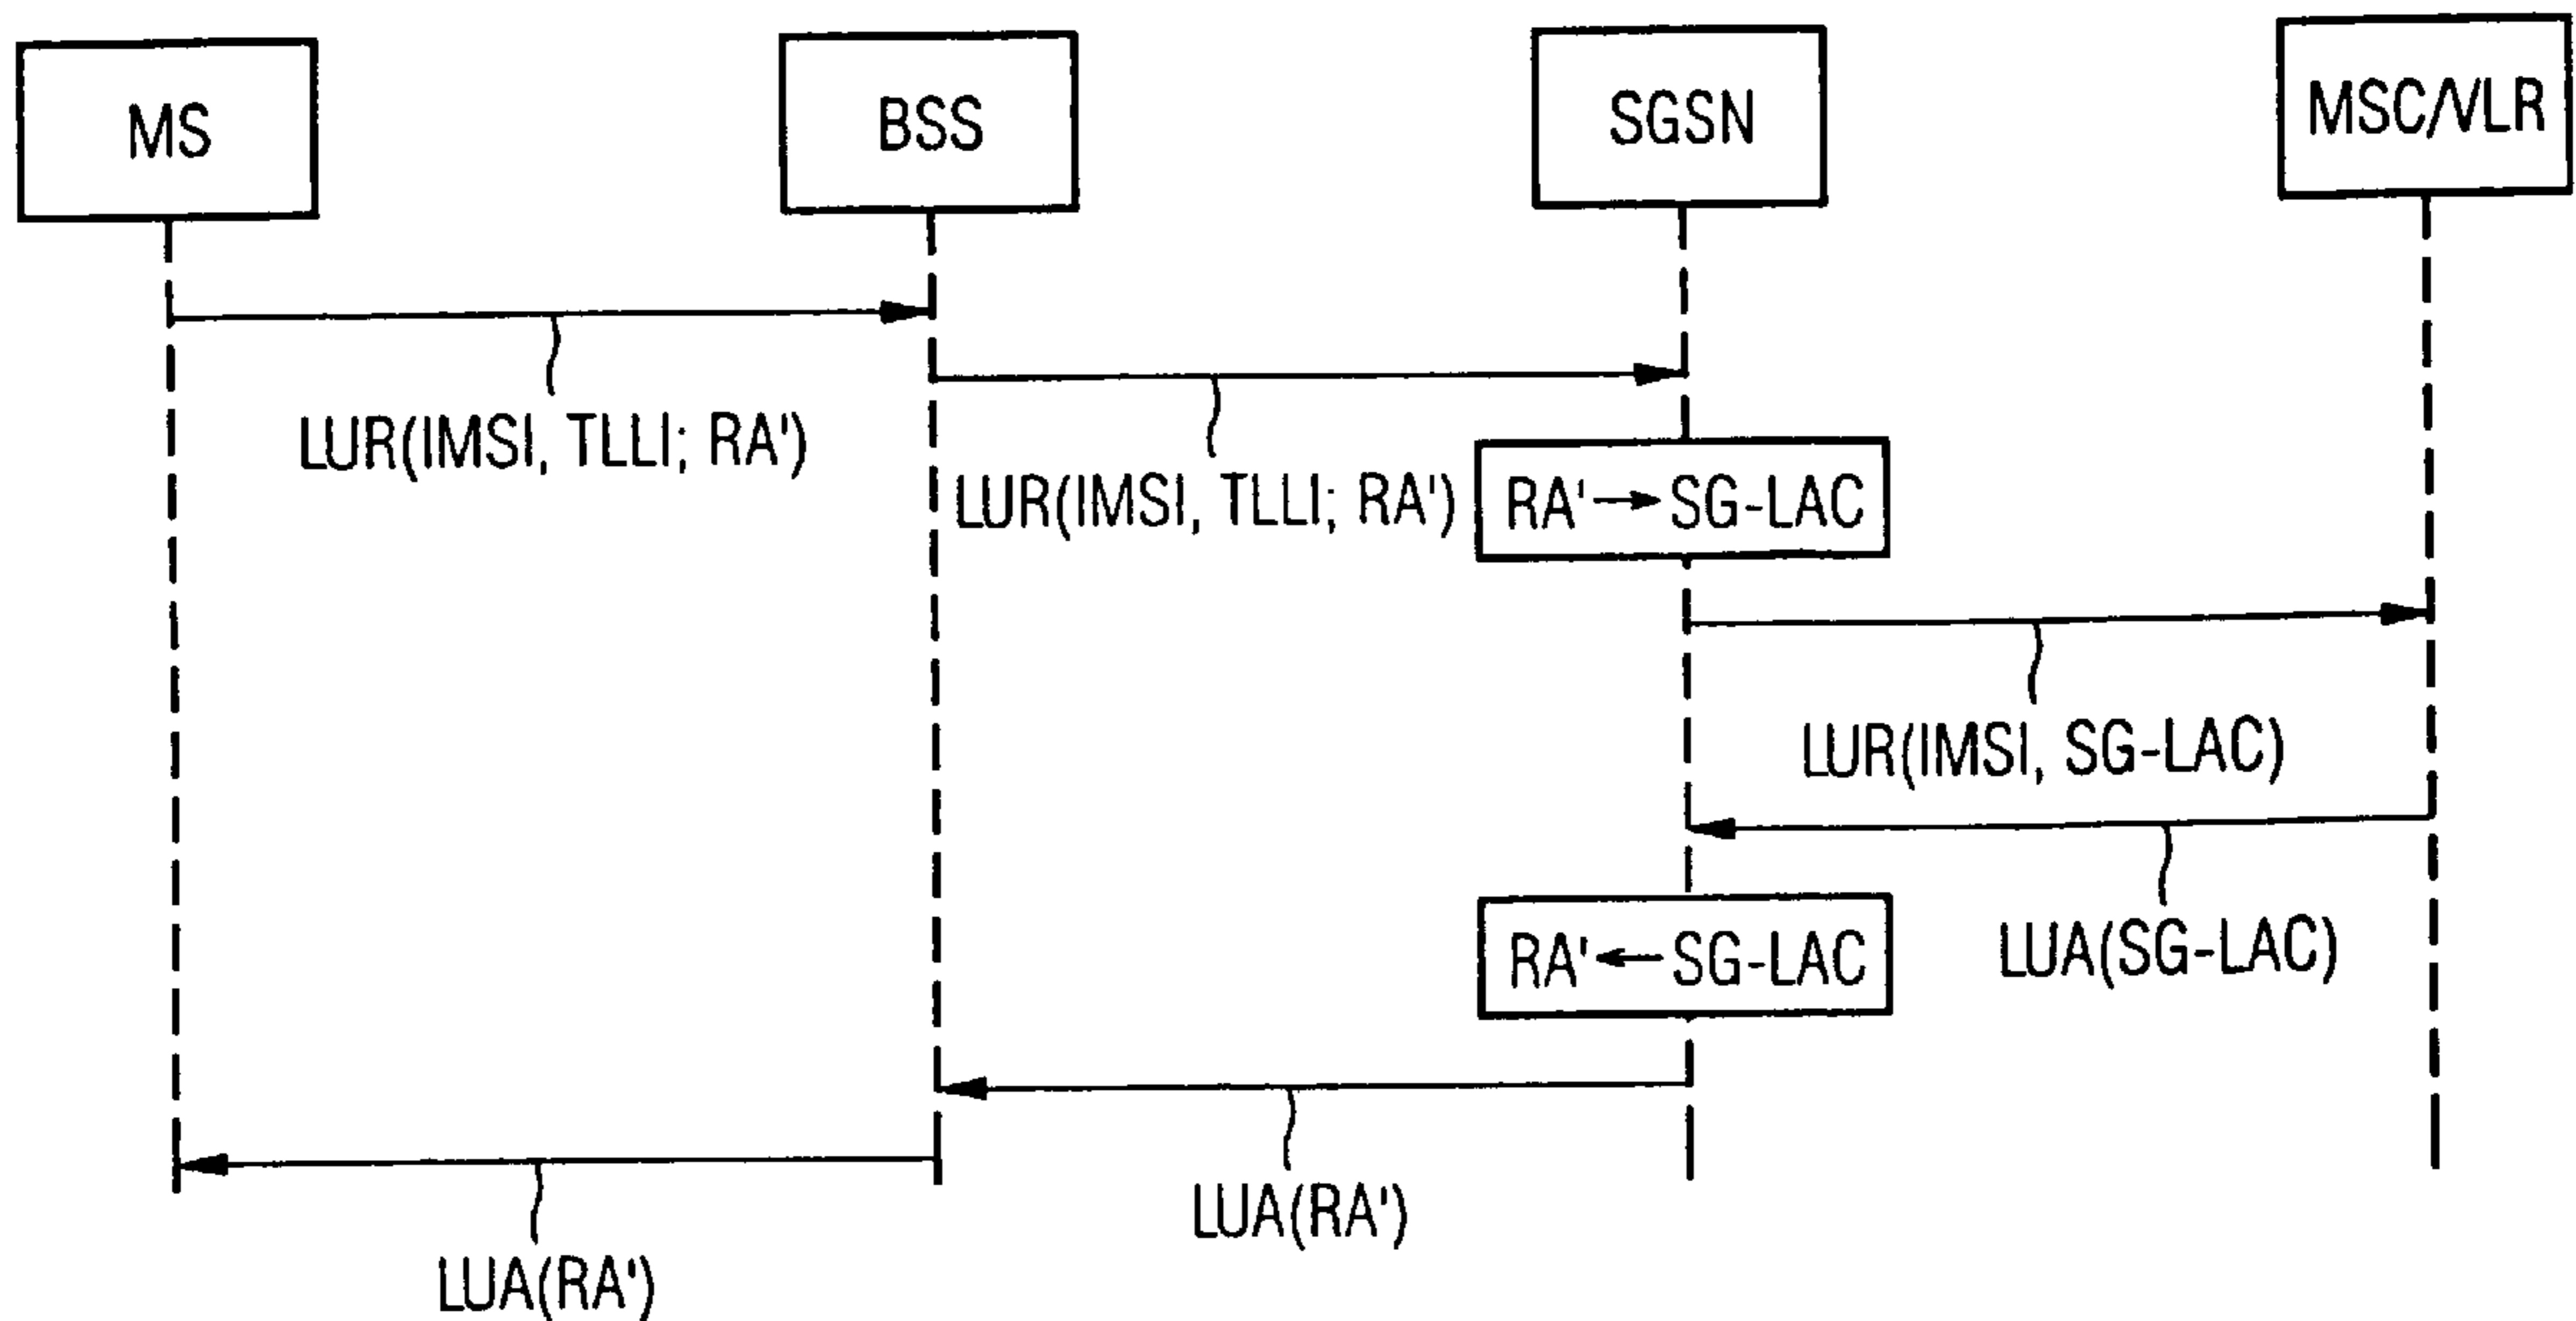 MS
BSS
SGSN
MSC/VLR
LUR(IMSI, TLLI; RA')
LUR(IMSI, TLLI; RA')
RA' → SG-LAC
LUR(IMSI, SG-LAC)
LUA(SG-LAC)
RA' ← SG-LAC
LUA(RA')
LUA(RA')